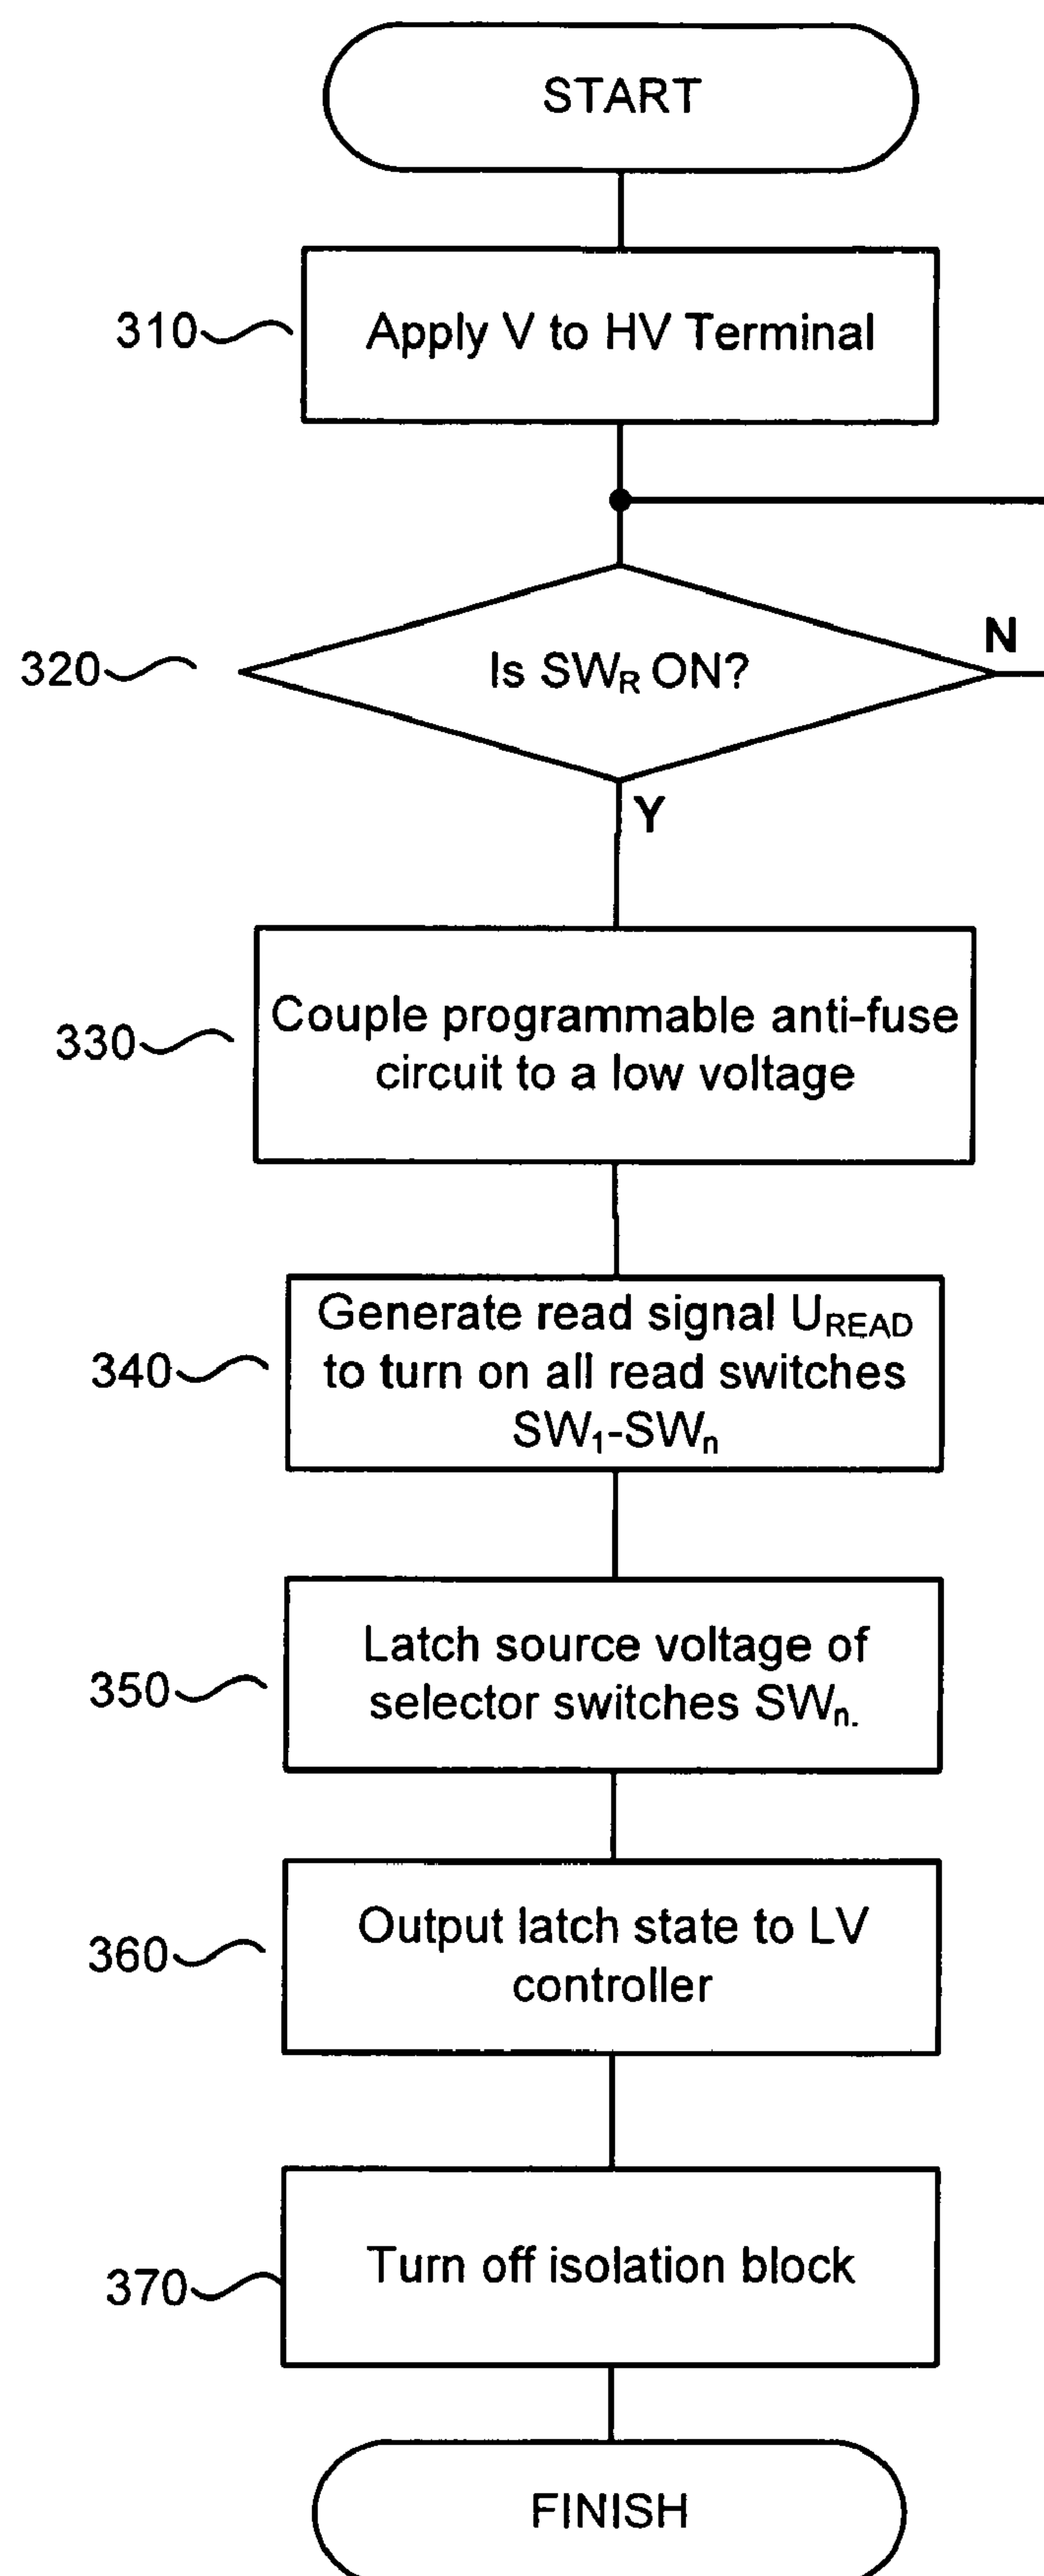 START
310
Apply V to HV Terminal
320
Is SW_R ON?
N
Y
330
Couple programmable anti-fuse
circuit to a low voltage
340
Generate read signal U_READ
to turn on all read switches
SW₁-SWₙ
350
Latch source voltage of
selector switches SWₙ.
360
Output latch state to LV
controller
370
Turn off isolation block
FINISH